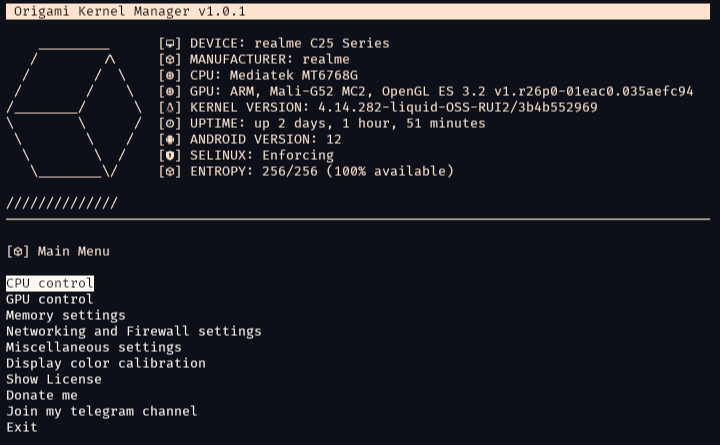 Origami Kernel Manager v1.0.1
[] DEVICE: realme C25 Series
[] MANUFACTURER: realme
[] CPU: Mediatek MT6768G
[] GPU: ARM, Mali-G52 MC2, OpenGL ES 3.2 v1.r26p0-01eac0.035aefc94
[] KERNEL VERSION: 4.14.282-liquid-OSS-RUI2/3b4b552969
[] UPTIME: up 2 days, 1 hour, 51 minutes
[] ANDROID VERSION: 12
[] SELINUX: Enforcing
[] ENTROPY: 256/256 (100% available)
//////////////
[] Main Menu
CPU control
GPU control
Memory settings
Networking and Firewall settings
Miscellaneous settings
Display color calibration
Show License
Donate me
Join my telegram channel
Exit